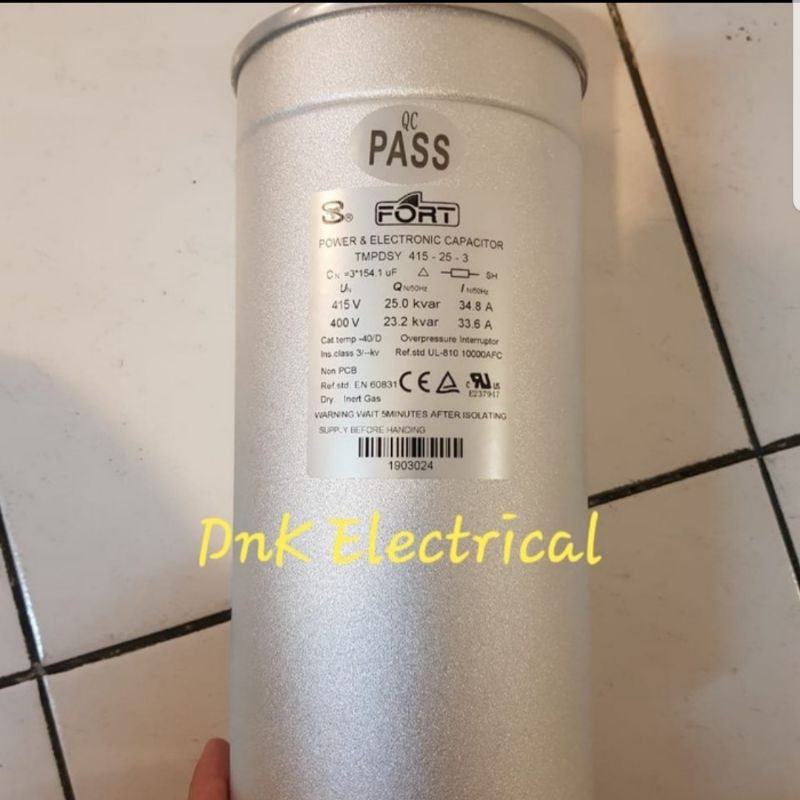 QC
PASS
S® FORT
POWER & ELECTRONIC CAPACITOR
TMPDSY 415 - 25 - 3
CN =3*154.1 uF △ SH
UN QN/50Hz IN/50Hz
415 V 25.0 kvar 34.8 A
400 V 23.2 kvar 33.6 A
Cat.temp -40/D Overpressure Interruptor
Ins.class 3/--kv Ref.std UL-810 10000AFC
Non PCB
Ref.std. EN 60831 CE c RU us
Dry. Inert Gas E237947
WARNING WAIT 5MINUTES AFTER ISOLATING
SUPPLY BEFORE HANDING
1903024
DnK Electrical